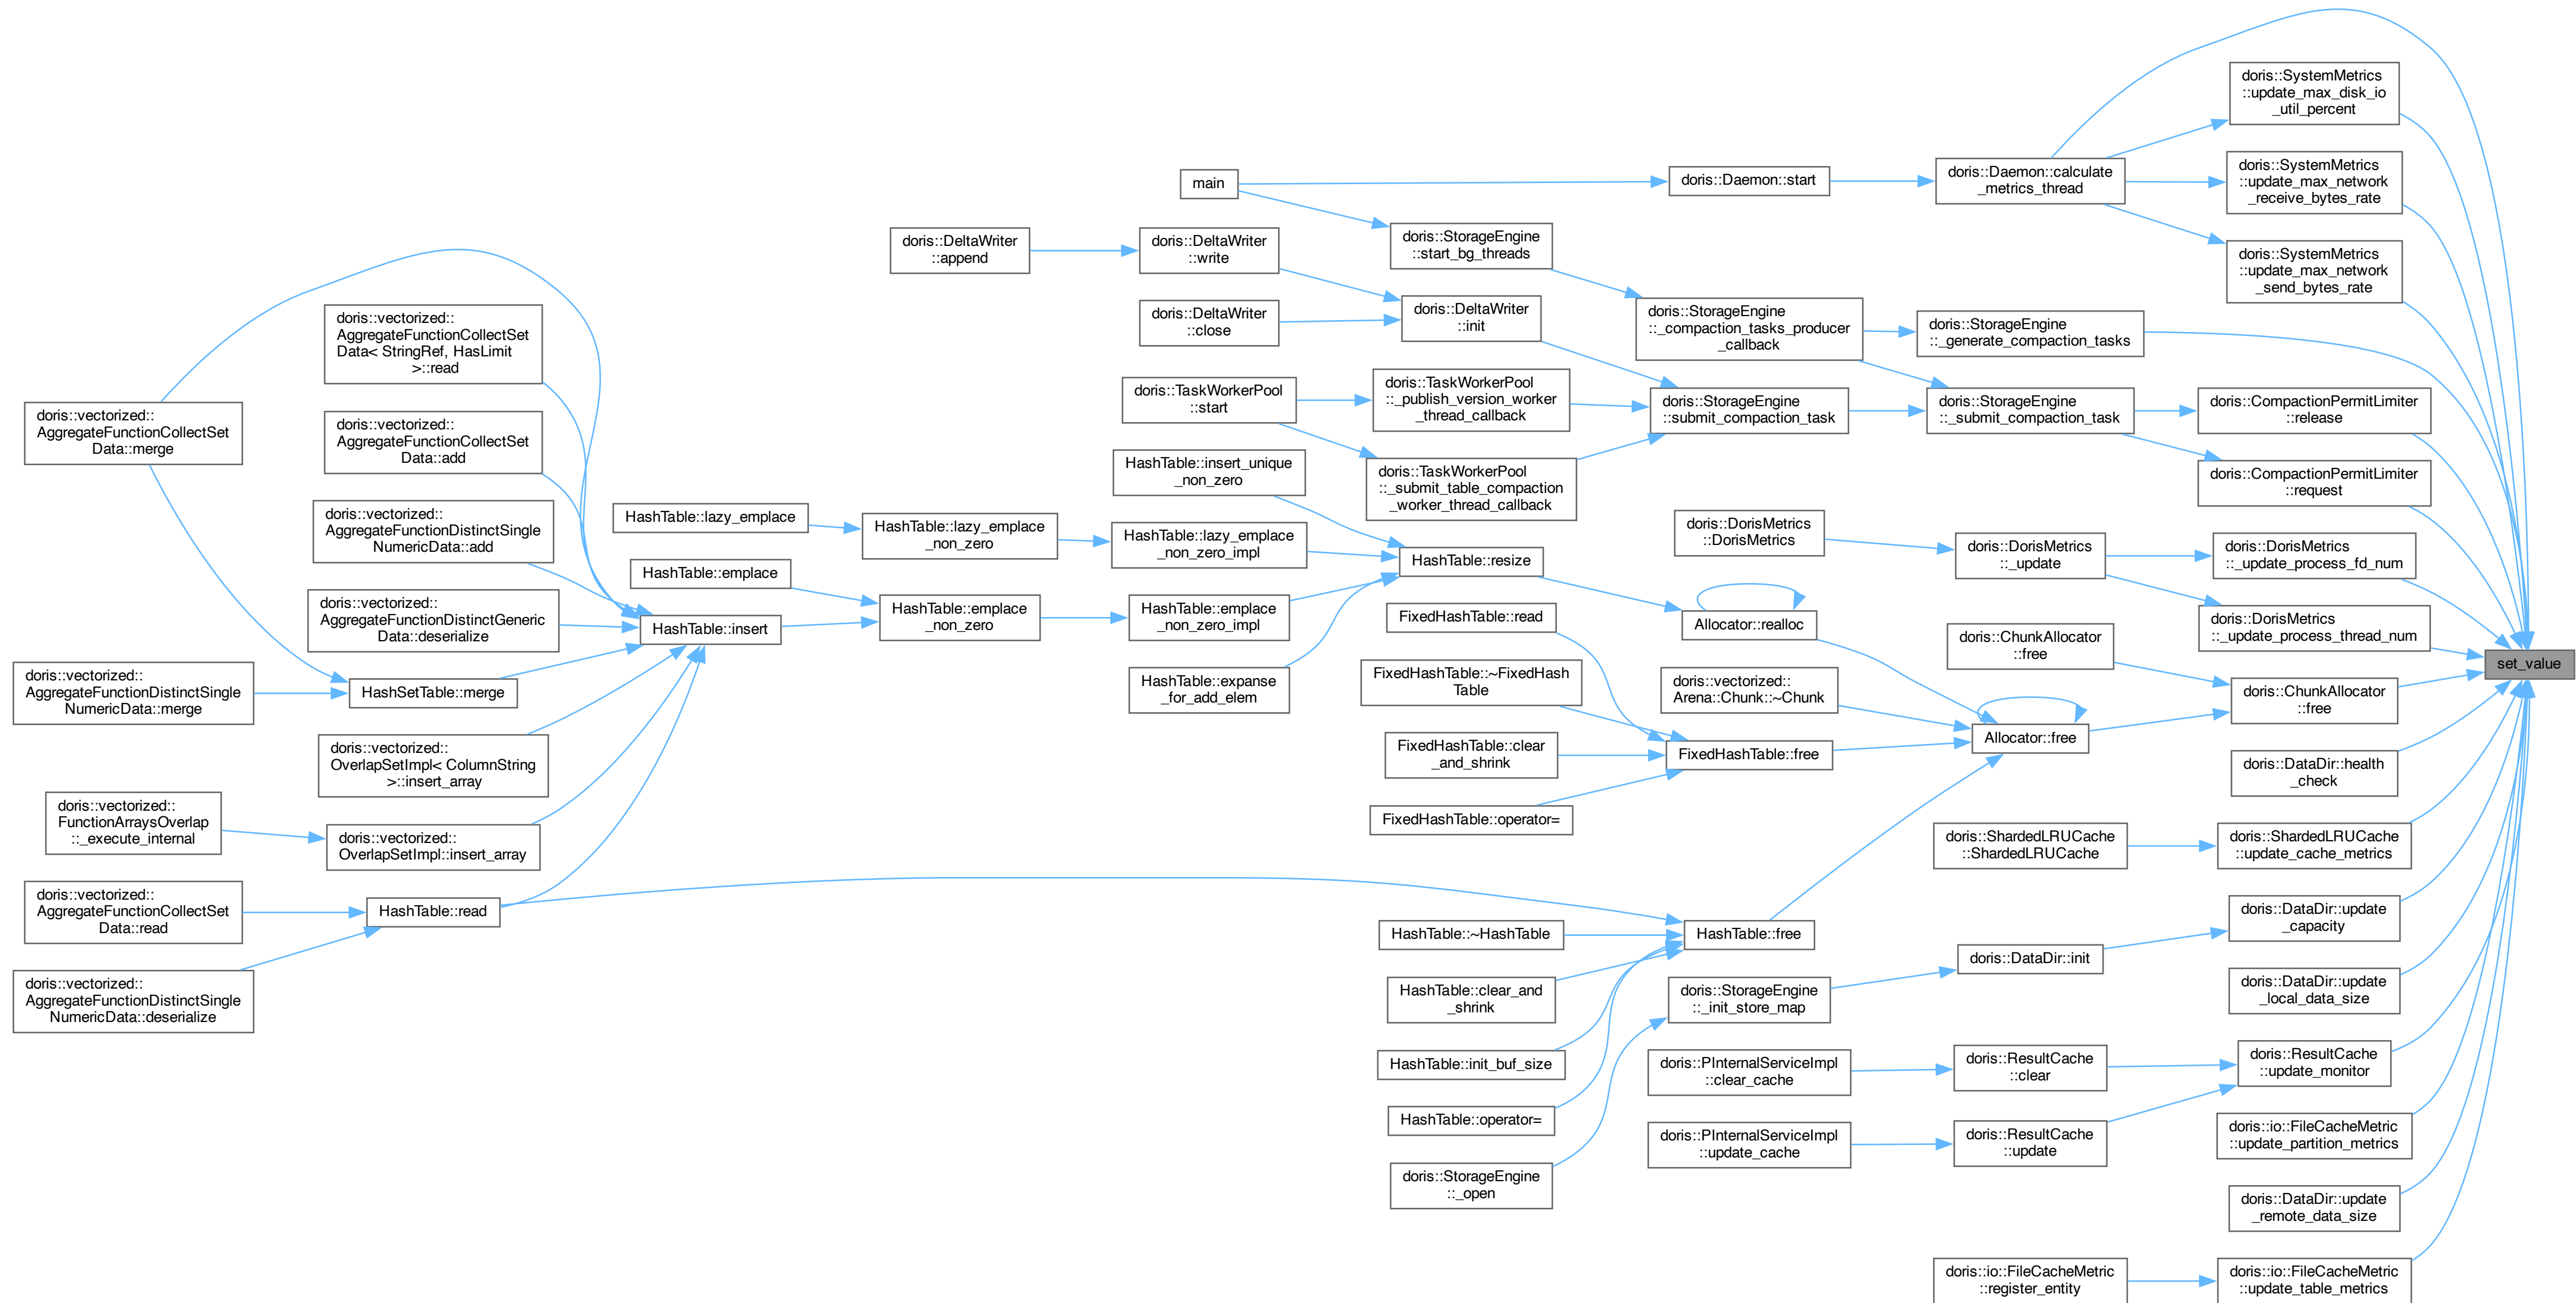 doris::SystemMetrics
::update_max_disk_io
_util_percent
doris::SystemMetrics
::update_max_network
_receive_bytes_rate
doris::SystemMetrics
::update_max_network
_send_bytes_rate
main
doris::Daemon::start
doris::Daemon::calculate
_metrics_thread
doris::DeltaWriter
::append
doris::DeltaWriter
::write
doris::StorageEngine
::start_bg_threads
doris::DeltaWriter
::close
doris::DeltaWriter
::init
doris::StorageEngine
::_compaction_tasks_producer
_callback
doris::StorageEngine
::_generate_compaction_tasks
doris::vectorized::
AggregateFunctionCollectSet
Data< StringRef, HasLimit
>::read
doris::TaskWorkerPool
::start
doris::TaskWorkerPool
::_publish_version_worker
_thread_callback
doris::StorageEngine
::submit_compaction_task
doris::StorageEngine
::_submit_compaction_task
doris::CompactionPermitLimiter
::release
doris::vectorized::
AggregateFunctionCollectSet
Data::merge
doris::vectorized::
AggregateFunctionCollectSet
Data::add
HashTable::insert_unique
_non_zero
doris::TaskWorkerPool
::_submit_table_compaction
_worker_thread_callback
doris::CompactionPermitLimiter
::request
doris::vectorized::
AggregateFunctionDistinctSingle
NumericData::add
HashTable::lazy_emplace
HashTable::lazy_emplace
_non_zero
HashTable::lazy_emplace
_non_zero_impl
HashTable::resize
doris::DorisMetrics
::DorisMetrics
doris::DorisMetrics
::_update
doris::DorisMetrics
::_update_process_fd_num
HashTable::emplace
doris::vectorized::
AggregateFunctionDistinctGeneric
Data::deserialize
HashTable::insert
HashTable::emplace
_non_zero
HashTable::emplace
_non_zero_impl
FixedHashTable::read
Allocator::realloc
doris::DorisMetrics
::_update_process_thread_num
doris::ChunkAllocator
::free
set_value
doris::vectorized::
AggregateFunctionDistinctSingle
NumericData::merge
HashSetTable::merge
HashTable::expanse
_for_add_elem
FixedHashTable::~FixedHash
Table
doris::vectorized::
Arena::Chunk::~Chunk
doris::ChunkAllocator
::free
doris::vectorized::
OverlapSetImpl< ColumnString
>::insert_array
FixedHashTable::clear
_and_shrink
FixedHashTable::free
Allocator::free
doris::DataDir::health
_check
doris::vectorized::
FunctionArraysOverlap
::_execute_internal
doris::vectorized::
OverlapSetImpl::insert_array
FixedHashTable::operator=
doris::ShardedLRUCache
::ShardedLRUCache
doris::ShardedLRUCache
::update_cache_metrics
doris::vectorized::
AggregateFunctionCollectSet
Data::read
HashTable::read
HashTable::~HashTable
HashTable::free
doris::DataDir::update
_capacity
doris::vectorized::
AggregateFunctionDistinctSingle
NumericData::deserialize
HashTable::clear_and
_shrink
doris::StorageEngine
::_init_store_map
doris::DataDir::init
doris::DataDir::update
_local_data_size
HashTable::init_buf_size
doris::PInternalServiceImpl
::clear_cache
doris::ResultCache
::clear
doris::ResultCache
::update_monitor
HashTable::operator=
doris::PInternalServiceImpl
::update_cache
doris::ResultCache
::update
doris::io::FileCacheMetric
::update_partition_metrics
doris::StorageEngine
::_open
doris::DataDir::update
_remote_data_size
doris::io::FileCacheMetric
::register_entity
doris::io::FileCacheMetric
::update_table_metrics